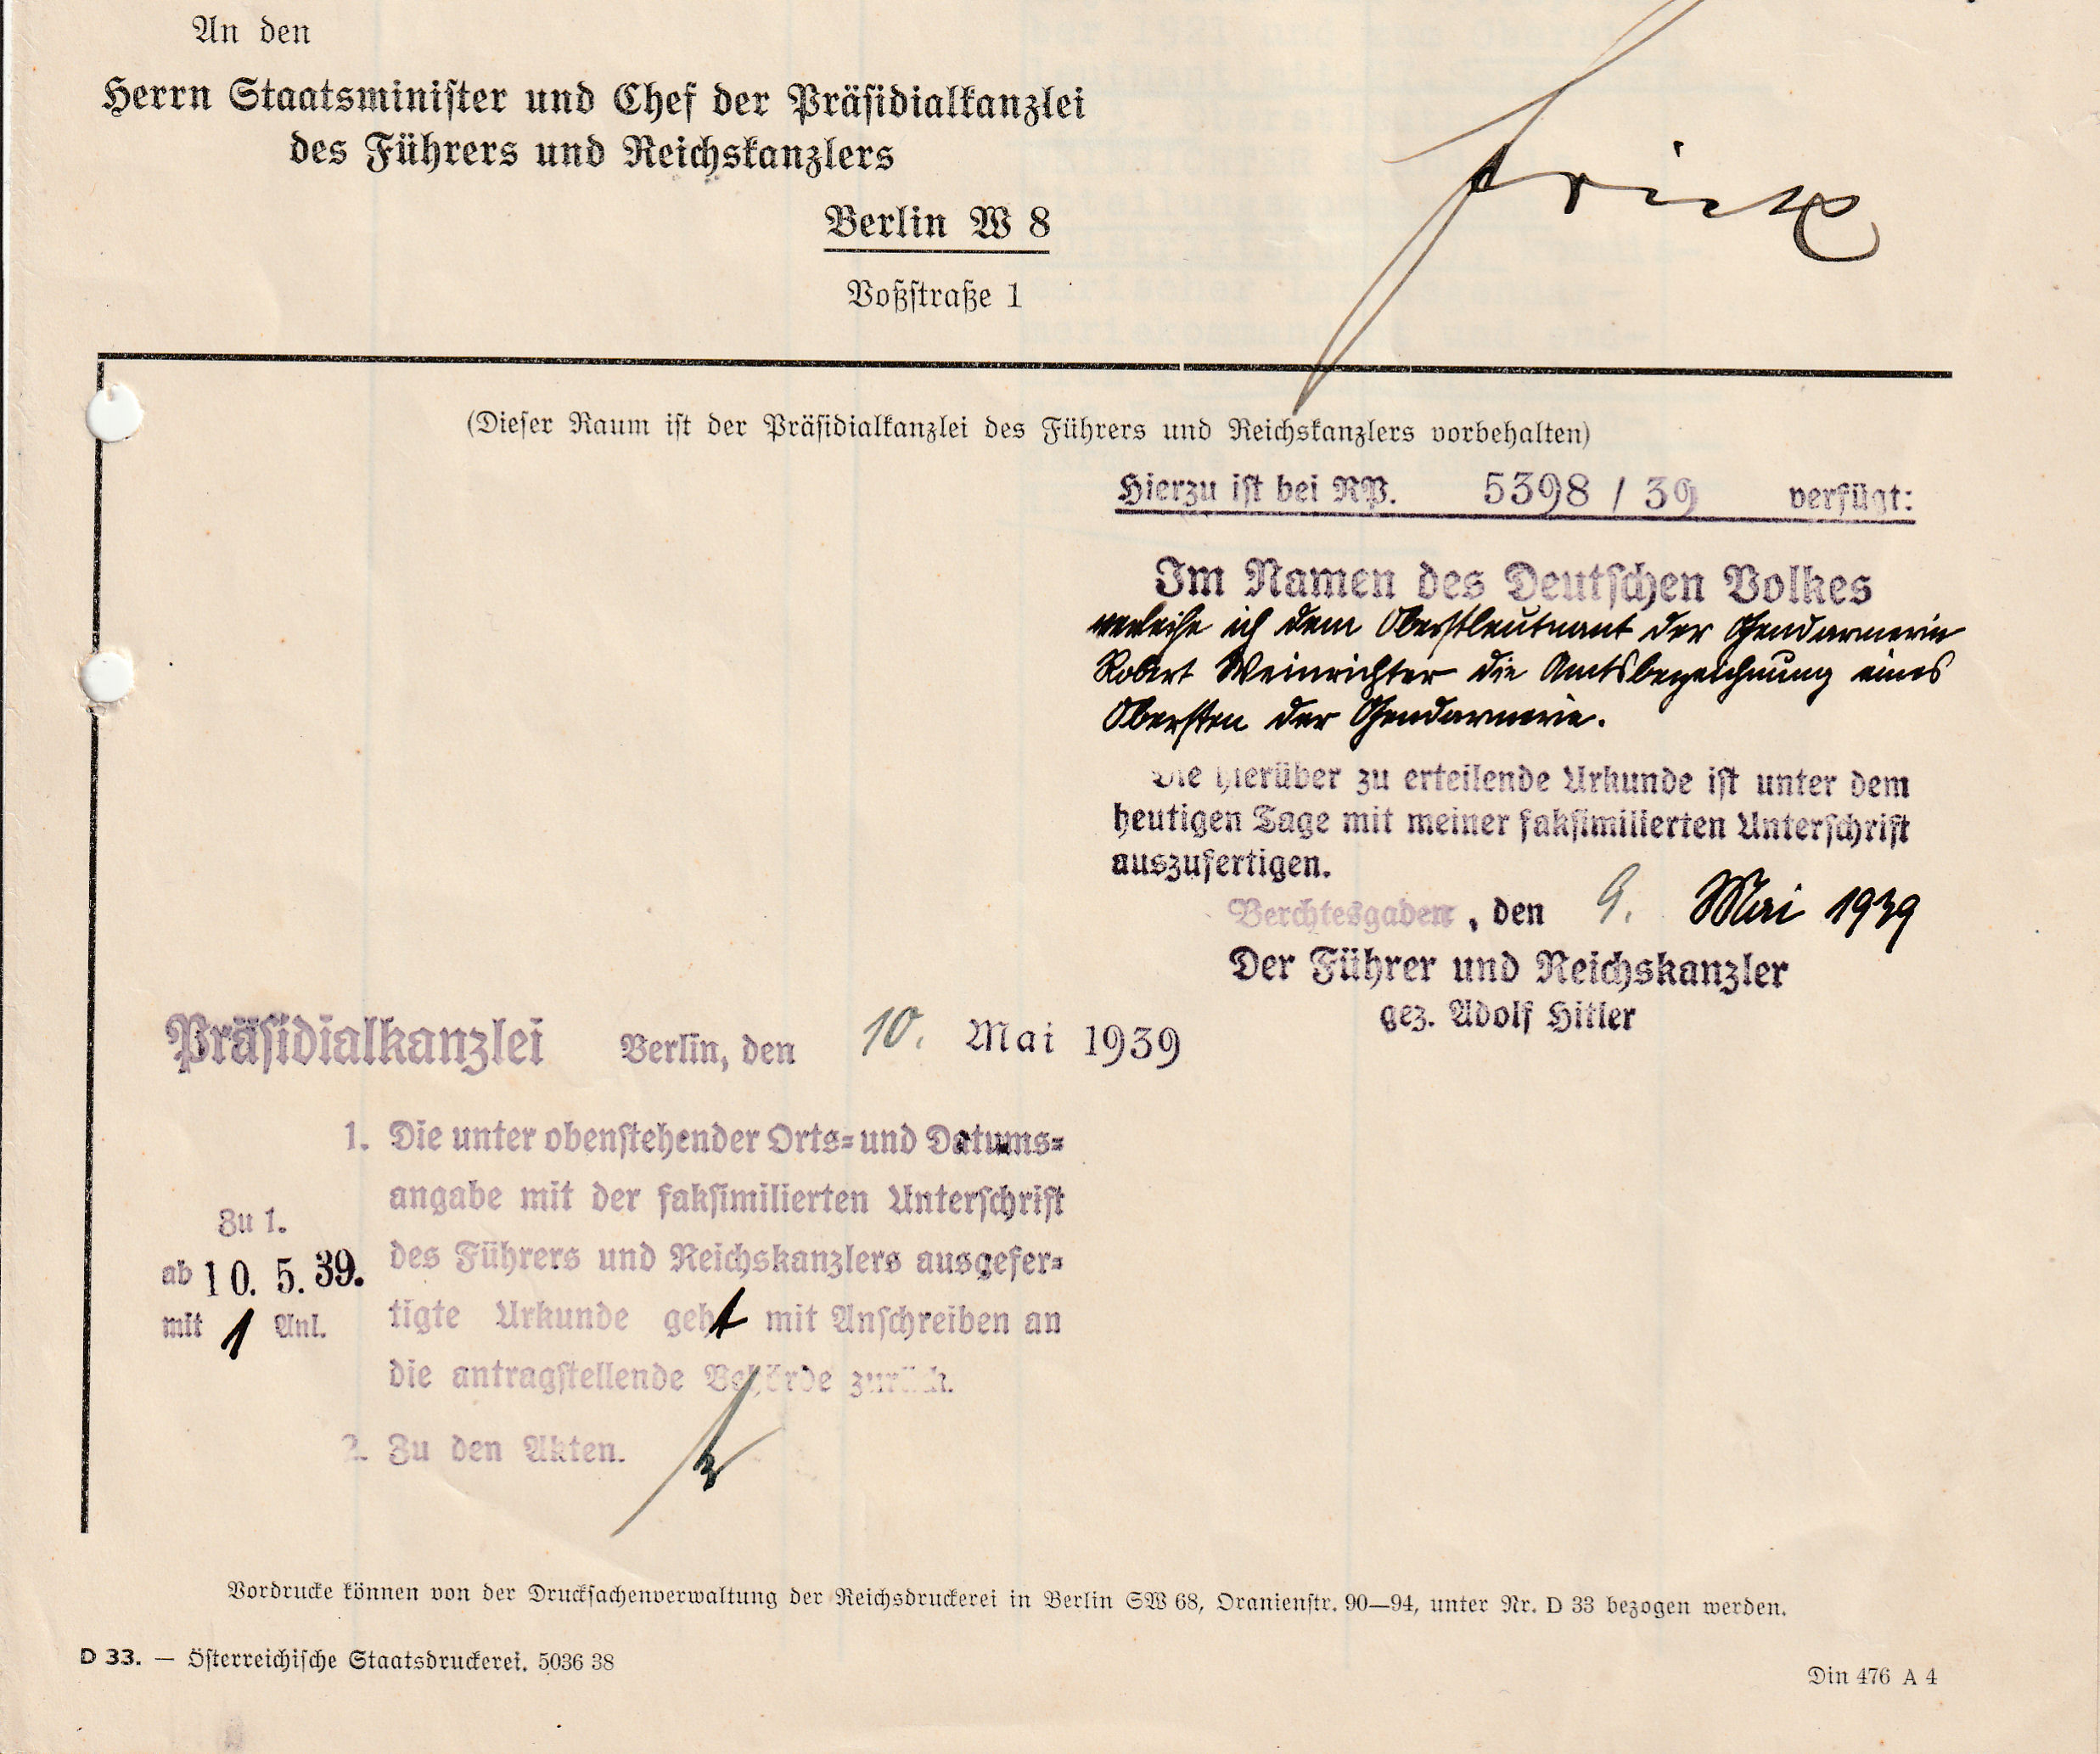 An den
Herrn Staatsminister und Chef der Präsidialkanzlei
des Führers und Reichskanzlers
Berlin W 8
Voßstraße 1
Frick
(Dieser Raum ist der Präsidialkanzlei des Führers und Reichskanzlers vorbehalten)
Hierzu ist bei RP. 5398 / 39 verfügt:
Im Namen des Deutschen Volkes
verleihe ich dem Oberstleutnant der Gendarmerie
Robert Weinrichter die Amtsbezeichnung eines
Obersten der Gendarmerie.
Die hierüber zu erteilende Urkunde ist unter dem
heutigen Tage mit meiner faksimilierten Unterschrift
auszufertigen.
Berchtesgaden, den 9. Mai 1939
Der Führer und Reichskanzler
gez. Adolf Hitler
Präsidialkanzlei Berlin, den 10. Mai 1939
1. Die unter obenstehender Orts= und Datums=
angabe mit der faksimilierten Unterschrift
des Führers und Reichskanzlers ausgefer=
tigte Urkunde geht mit Anschreiben an
die antragstellende Behörde zurück.
2. Zu den Akten.
Zu 1.
ab 10. 5. 39.
mit 1 Anl.
Vordrucke können von der Drucksachenverwaltung der Reichsdruckerei in Berlin SW 68, Oranienstr. 90—94, unter Nr. D 33 bezogen werden.
D 33. — Österreichische Staatsdruckerei. 5036 38
Din 476 A 4